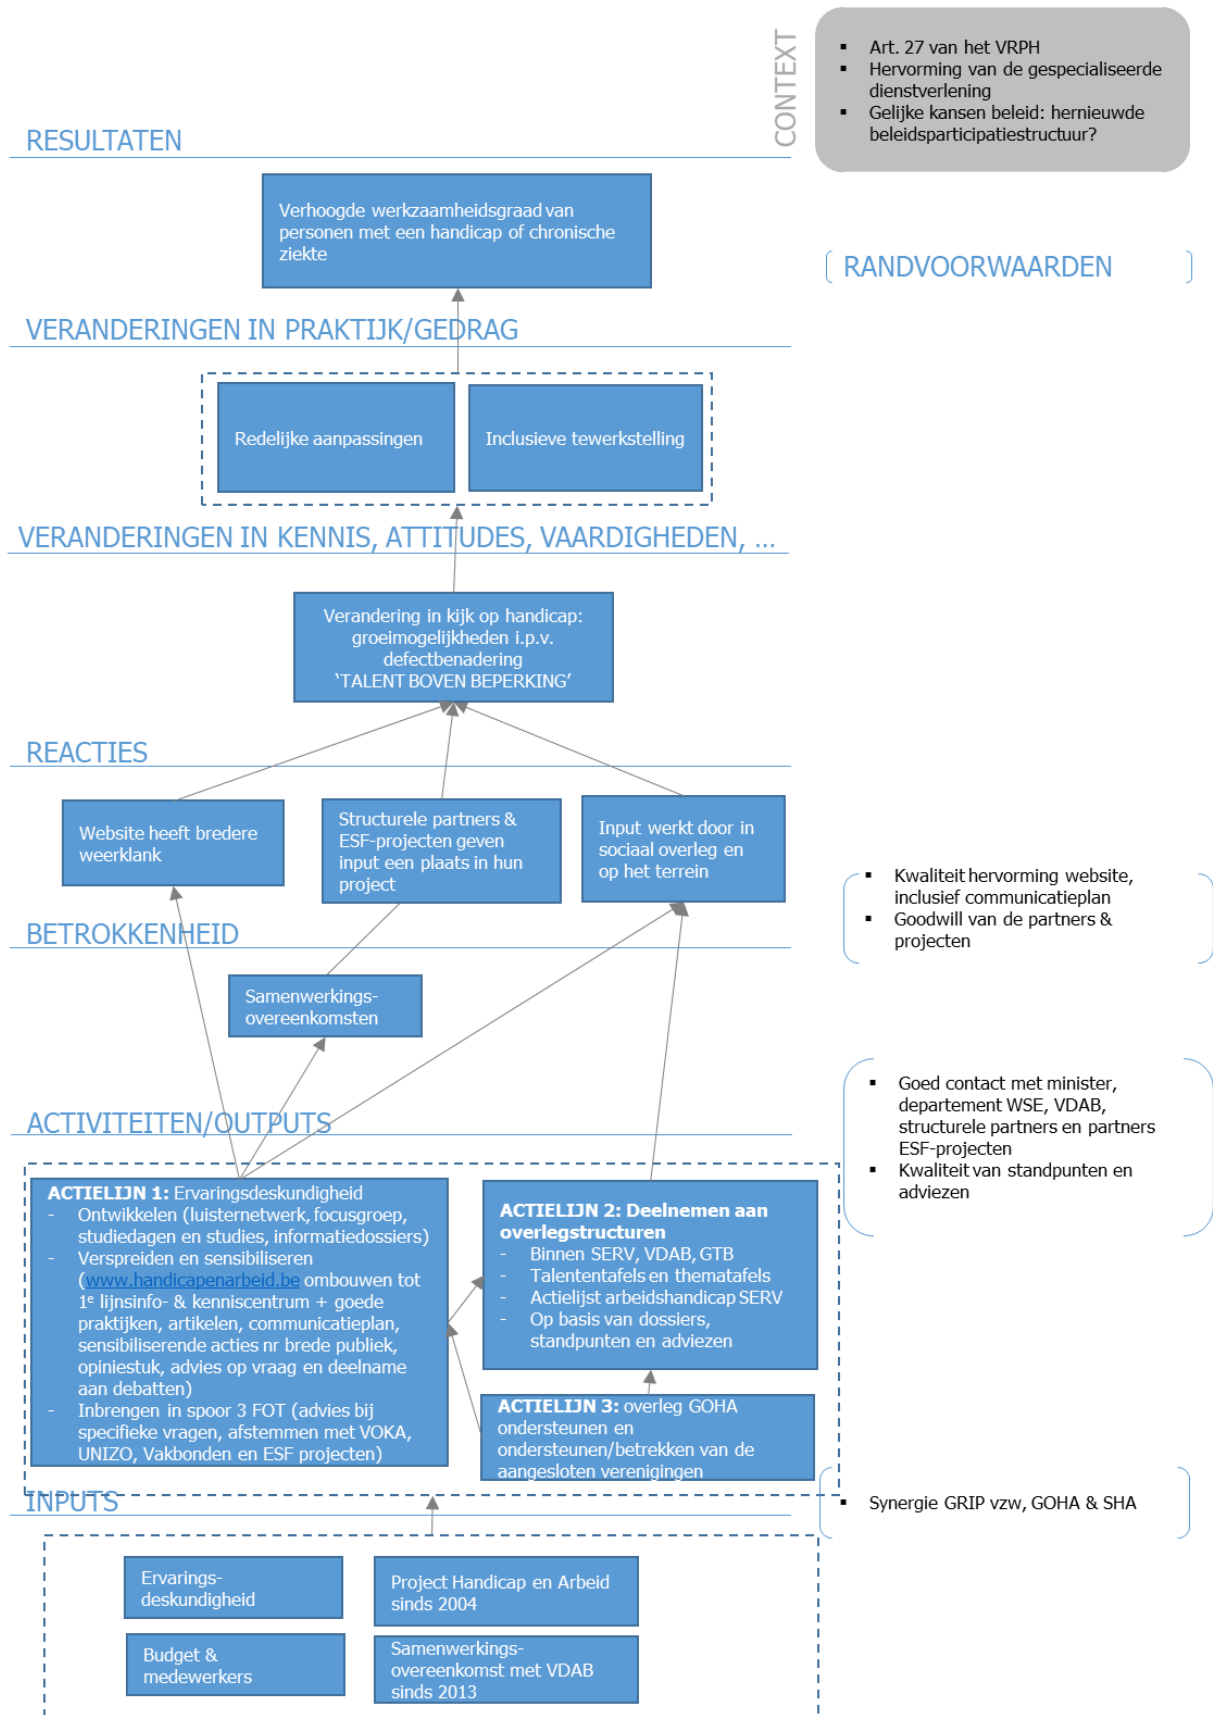 CONTEXT
▪ Art. 27 van het VRPH
▪ Hervorming van de gespecialiseerde
dienstverlening
▪ Gelijke kansen beleid: hernieuwde
beleidsparticipatiestructuur?
RESULTATEN
Verhoogde werkzaamheidsgraad van
personen met een handicap of chronische
ziekte
RANDVOORWAARDEN
VERANDERINGEN IN PRAKTIJK/GEDRAG
Redelijke aanpassingen
Inclusieve tewerkstelling
VERANDERINGEN IN KENNIS, ATTITUDES, VAARDIGHEDEN, ...
Verandering in kijk op handicap:
groeimogelijkheden i.p.v.
defectbenadering
‘TALENT BOVEN BEPERKING’
REACTIES
Website heeft bredere
weerklank
Structurele partners &
ESF-projecten geven
input een plaats in hun
project
Input werkt door in
sociaal overleg en
op het terrein
▪ Kwaliteit hervorming website,
inclusief communicatieplan
▪ Goodwill van de partners &
projecten
BETROKKENHEID
Samenwerkings-
overeenkomsten
▪ Goed contact met minister,
departement WSE, VDAB,
structurele partners en partners
ESF-projecten
▪ Kwaliteit van standpunten en
adviezen
ACTIVITEITEN/OUTPUTS
ACTIELIJN 1: Ervaringsdeskundigheid
- Ontwikkelen (luisternetwerk, focusgroep,
studiedagen en studies, informatiedossiers)
- Verspreiden en sensibiliseren
(www.handicapenarbeid.be ombouwen tot
1e lijnsinfo- & kenniscentrum + goede
praktijken, artikelen, communicatieplan,
sensibiliserende acties nr brede publiek,
opiniestuk, advies op vraag en deelname
aan debatten)
- Inbrengen in spoor 3 FOT (advies bij
specifieke vragen, afstemmen met VOKA,
UNIZO, Vakbonden en ESF projecten)
ACTIELIJN 2: Deelnemen aan
overlegstructuren
- Binnen SERV, VDAB, GTB
- Talententafels en thematafels
- Actielijst arbeidshandicap SERV
- Op basis van dossiers,
standpunten en adviezen
ACTIELIJN 3: overleg GOHA
ondersteunen en
ondersteunen/betrekken van de
aangesloten verenigingen
INPUTS
▪ Synergie GRIP vzw, GOHA & SHA
Ervarings-
deskundigheid
Project Handicap en Arbeid
sinds 2004
Budget &
medewerkers
Samenwerkings-
overeenkomst met VDAB
sinds 2013